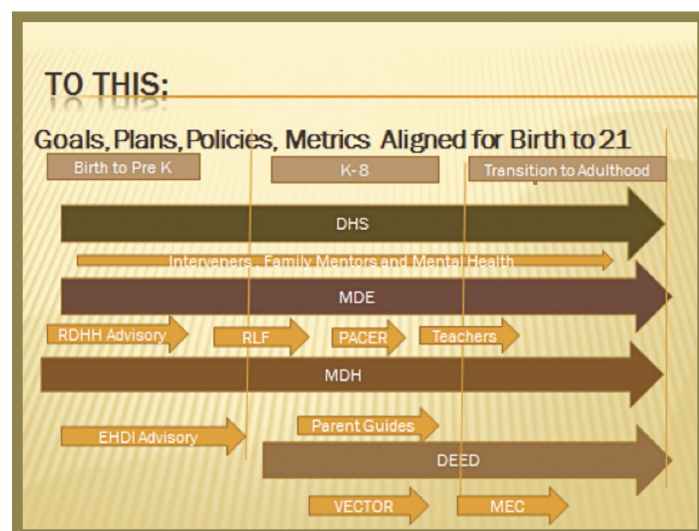 TO THIS:
Goals, Plans, Policies, Metrics Aligned for Birth to 21
Birth to Pre K
K-8
Transition to Adulthood
DHS
Interveners , Family Mentors and Mental Health
MDE
RDHH Advisory
RLF
PACER
Teachers
MDH
Parent Guides
EHDI Advisory
DEED
VECTOR
MEC